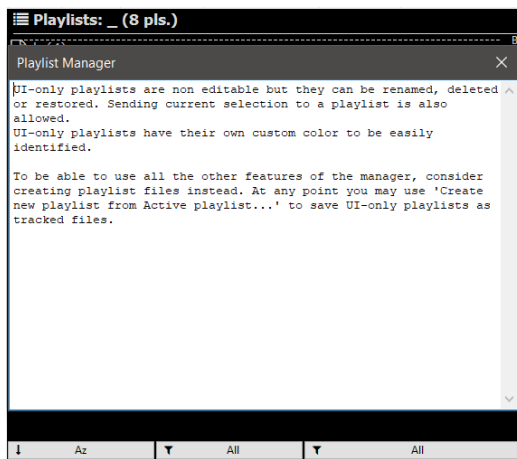 Playlists: _ (8 pls.)
Playlist Manager
UI-only playlists are non editable but they can be renamed, deleted
or restored. Sending current selection to a playlist is also
allowed.
UI-only playlists have their own custom color to be easily
identified.
To be able to use all the other features of the manager, consider
creating playlist files instead. At any point you may use 'Create
new playlist from Active playlist...' to save UI-only playlists as
tracked files.
Az All All